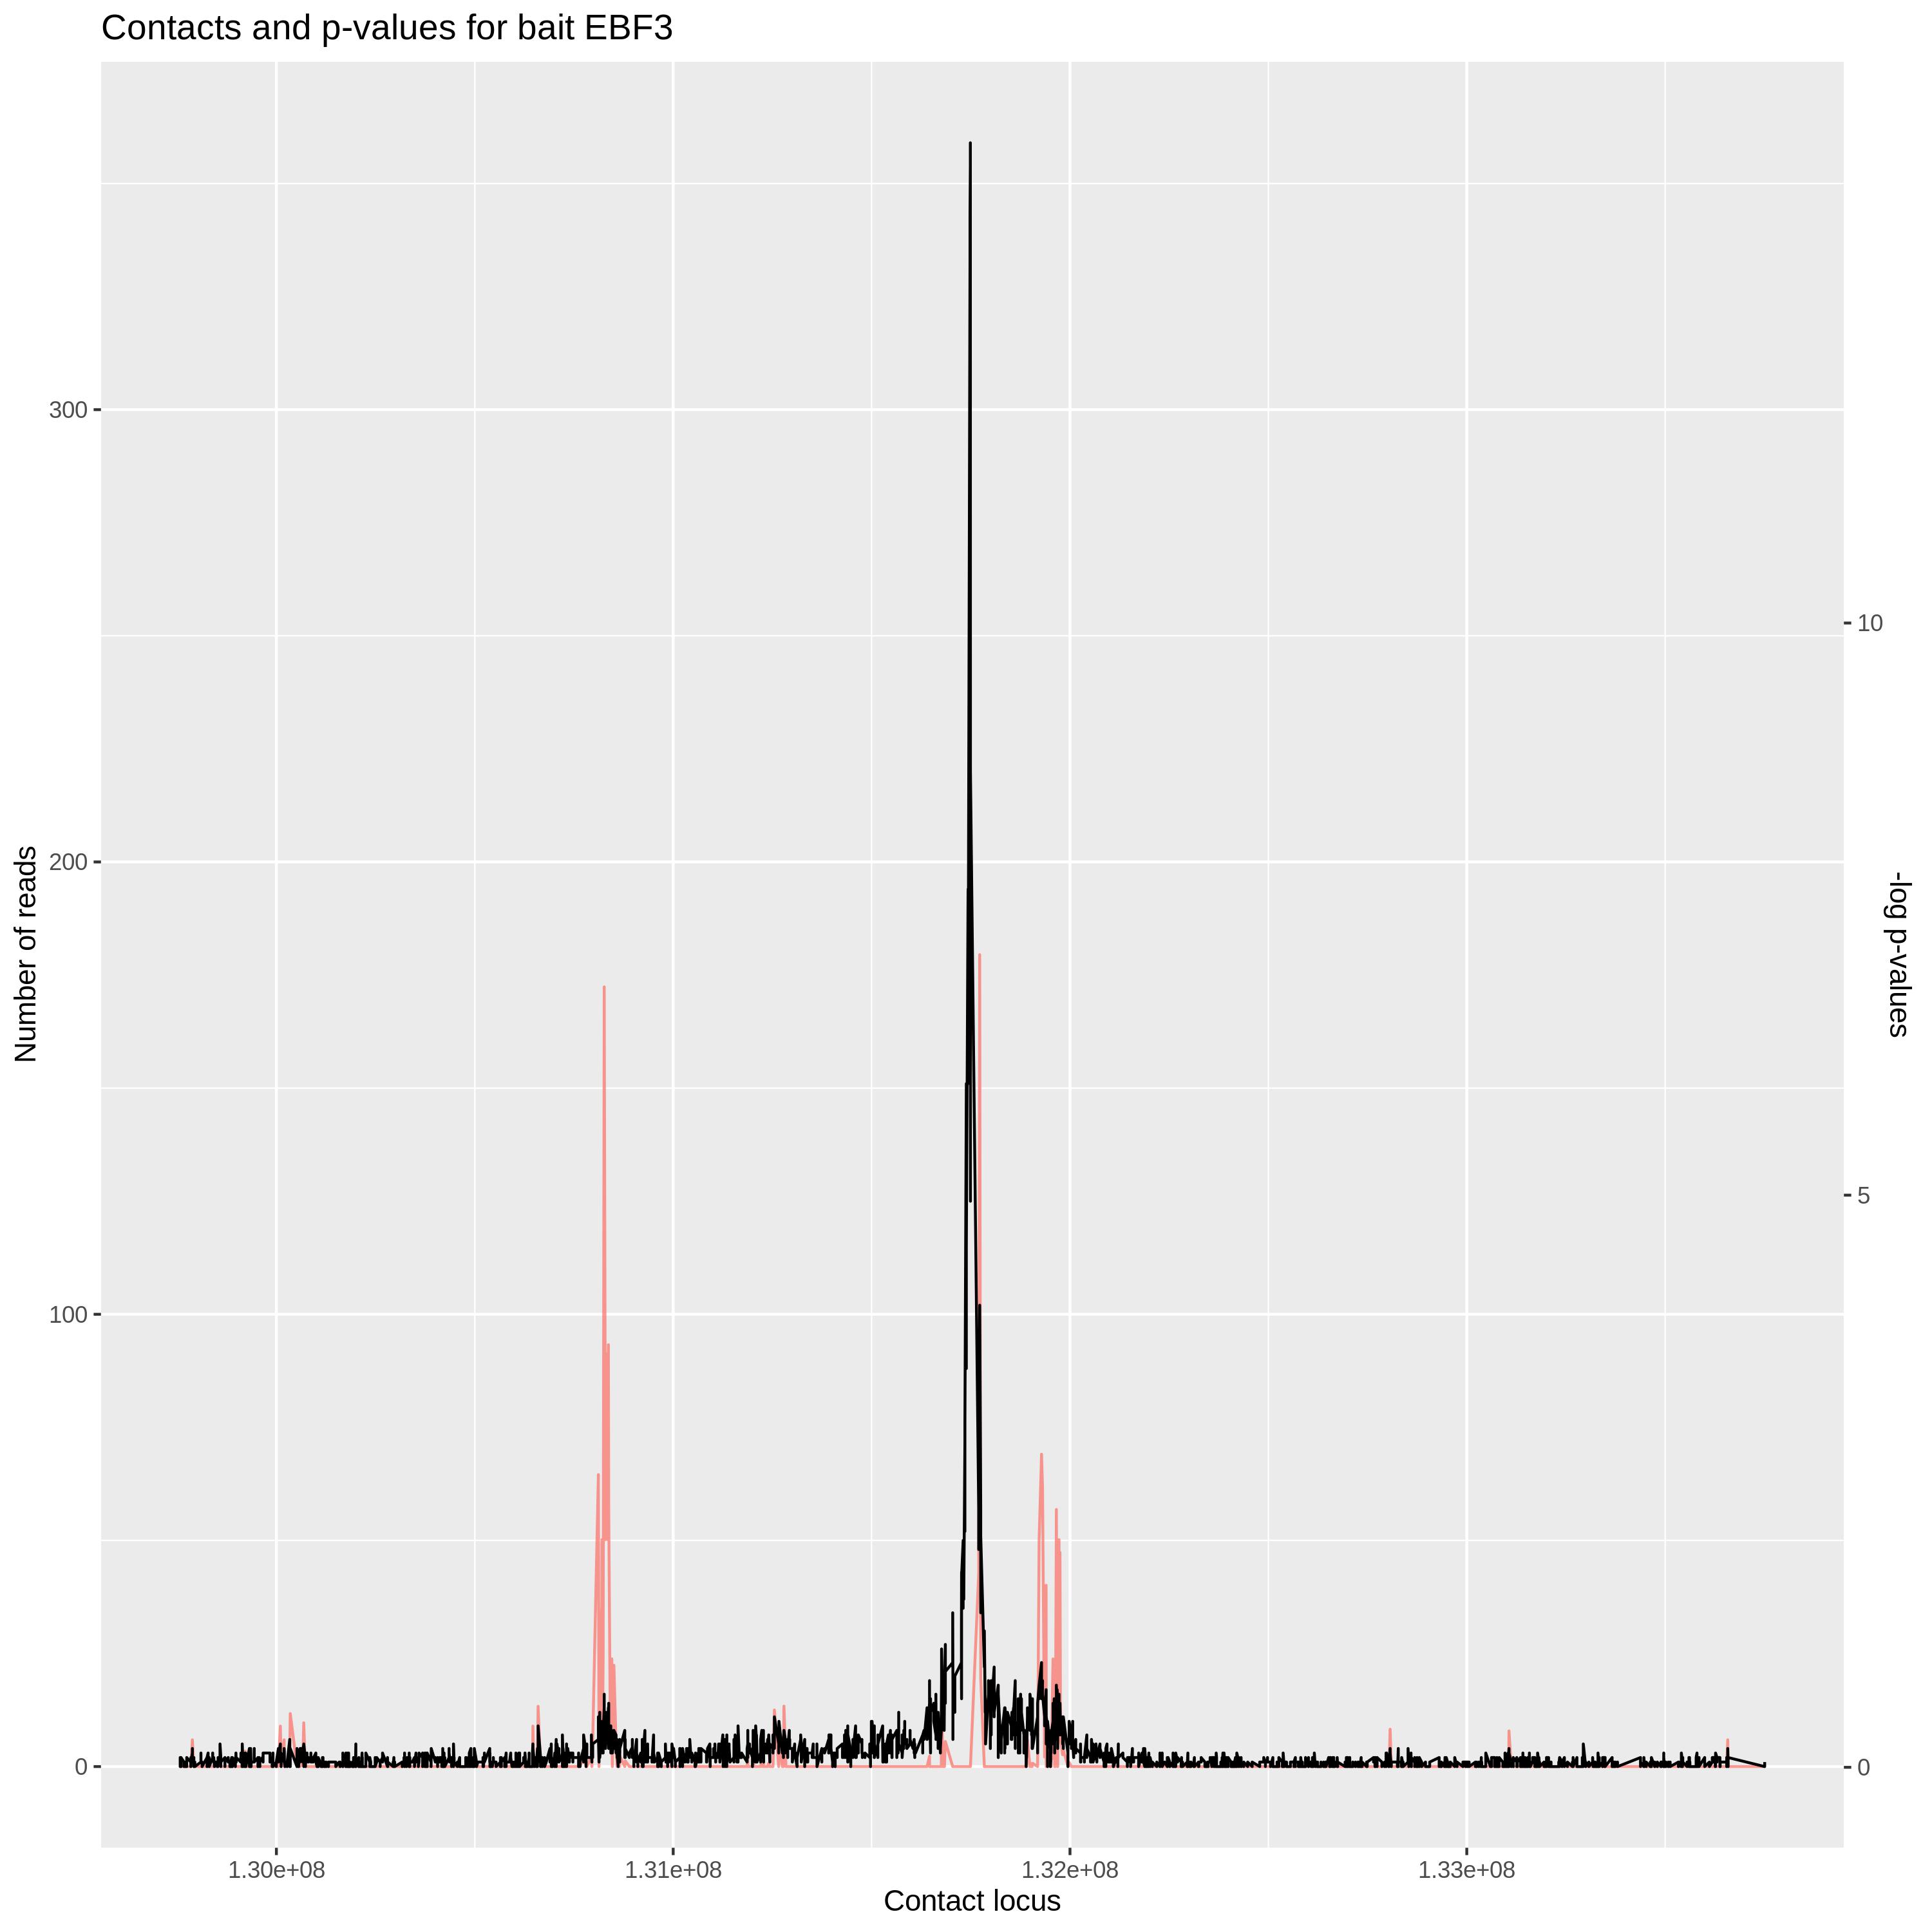 Contacts and p-values for bait EBF3
300
200
100
0
Number of reads
10
5
0
-log p-values
1.30e+08
1.31e+08
1.32e+08
1.33e+08
Contact locus